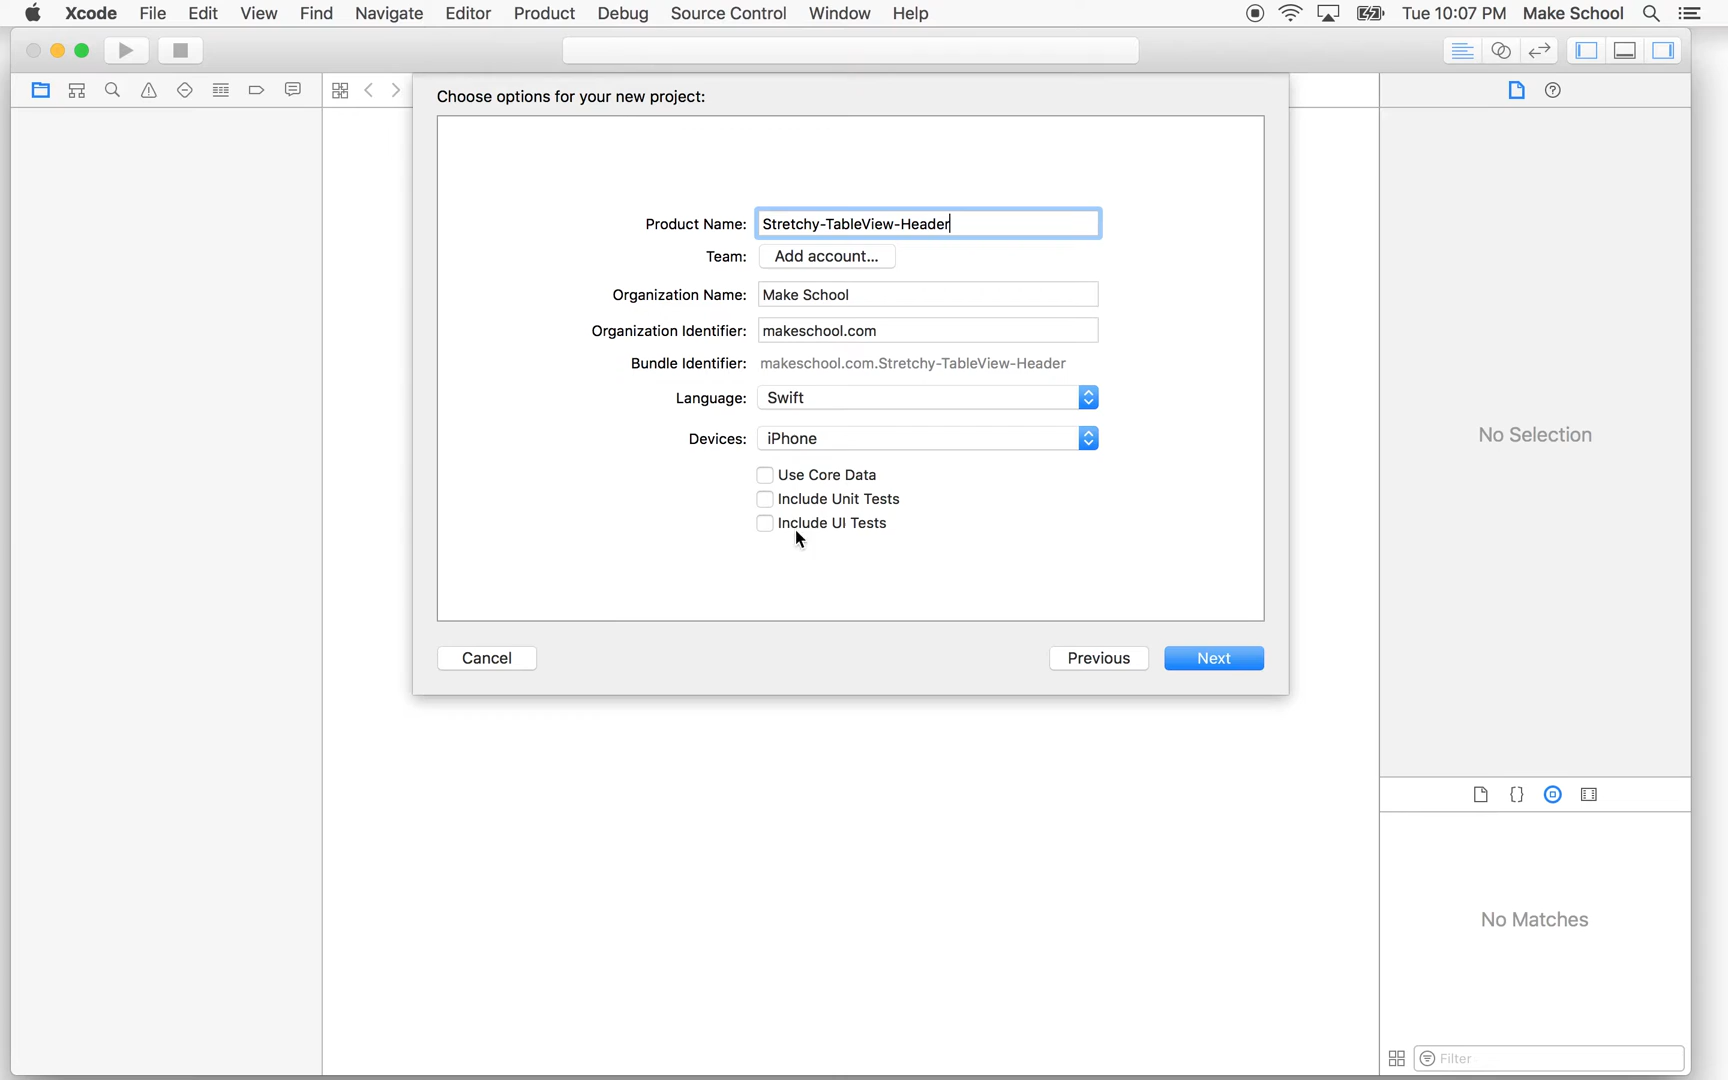 Xcode File Edit View Find Navigate Editor Product Debug Source Control Window Help Tue 10:07 PM Make School
Choose options for your new project:
Product Name: Stretchy-TableView-Header
Team: Add account...
Organization Name: Make School
Organization Identifier: makeschool.com
Bundle Identifier: makeschool.com.Stretchy-TableView-Header
Language: Swift
Devices: iPhone
Use Core Data
Include Unit Tests
Include UI Tests
Cancel Previous Next
No Selection
No Matches
Filter